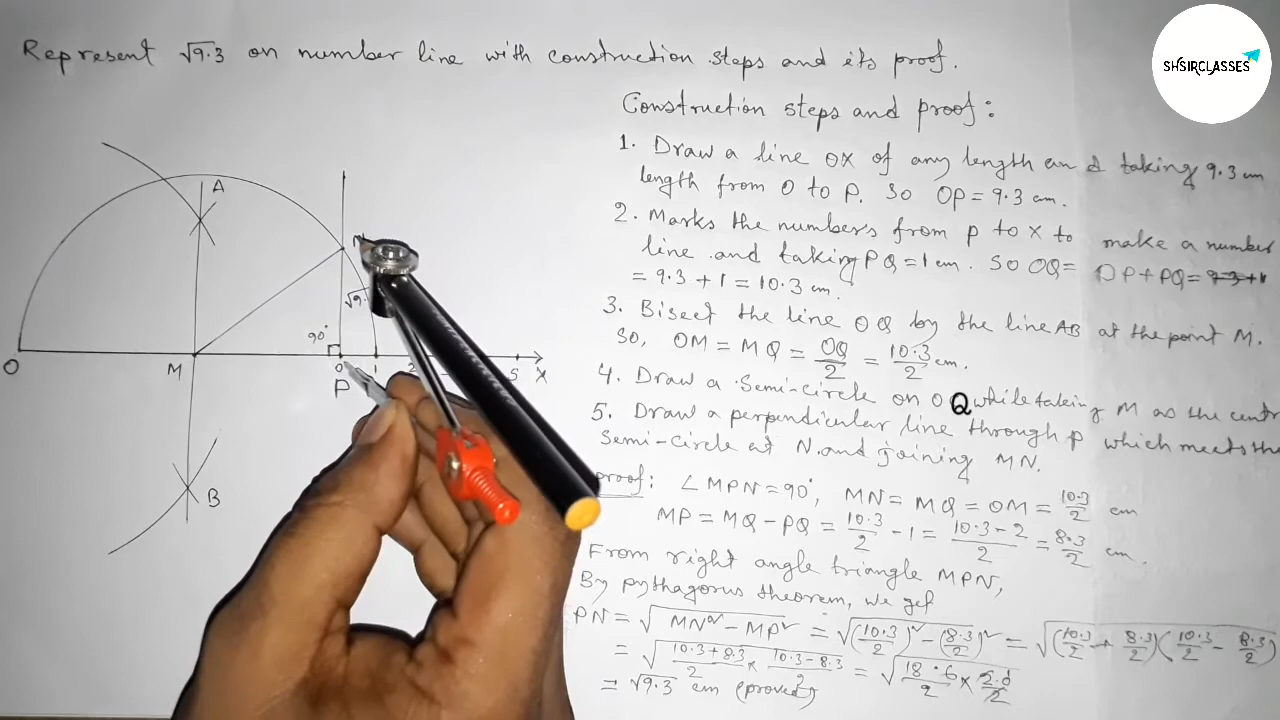 Represent √9.3 on number line with construction steps and its proof.
SHSIRCLASSES
Construction steps and proof:
1. Draw a line OX of any length and taking 9.3 cm
length from O to P. So OP = 9.3 cm.
2. Marks the numbers from P to X to make a number
line and taking PQ = 1 cm. So OQ = OP + PQ = 9.3+1
= 9.3 + 1 = 10.3 cm.
3. Bisect the line OQ by the line AB at the point M.
So, OM = MQ = OQ/2 = 10.3/2 cm.
4. Draw a Semi-circle on OQ while taking M as the centr
5. Draw a perpendicular line through P which meets the
Semi-Circle at N and joining MN.
proof: ∠MPN = 90°, MN = MQ = OM = 10.3/2 cm
MP = MQ - PQ = 10.3/2 - 1 = 10.3-2/2 = 8.3/2 cm.
From right angle triangle MPN,
By pythagorus theorem, we get
PN = √MN² - MP² = √(10.3/2)² - (8.3/2)² = √(10.3/2 + 8.3/2)(10.3/2 - 8.3/2)
= √10.3+8.3/2 × 10.3-8.3/2 = √18.6/2 × 2.0/2
= √9.3 cm (proved)
A
N
√9.
90°
O
M
0
1
2
5
X
P
B